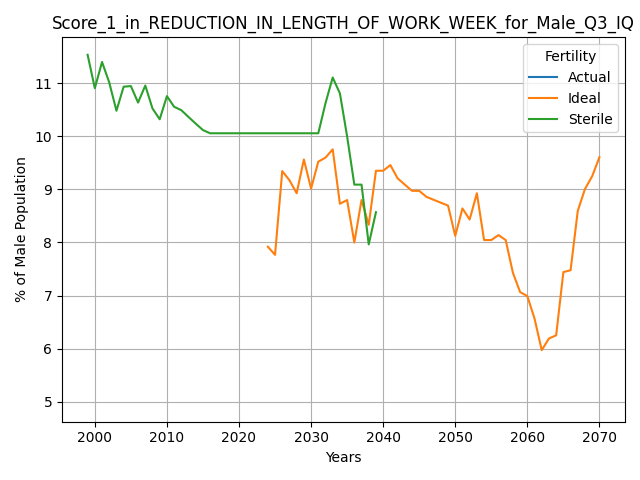 Score_1_in_REDUCTION_IN_LENGTH_OF_WORK_WEEK_for_Male_Q3_IQ
Fertility
Actual
Ideal
Sterile
% of Male Population
11
10
9
8
7
6
5
2000 2010 2020 2030 2040 2050 2060 2070
Years